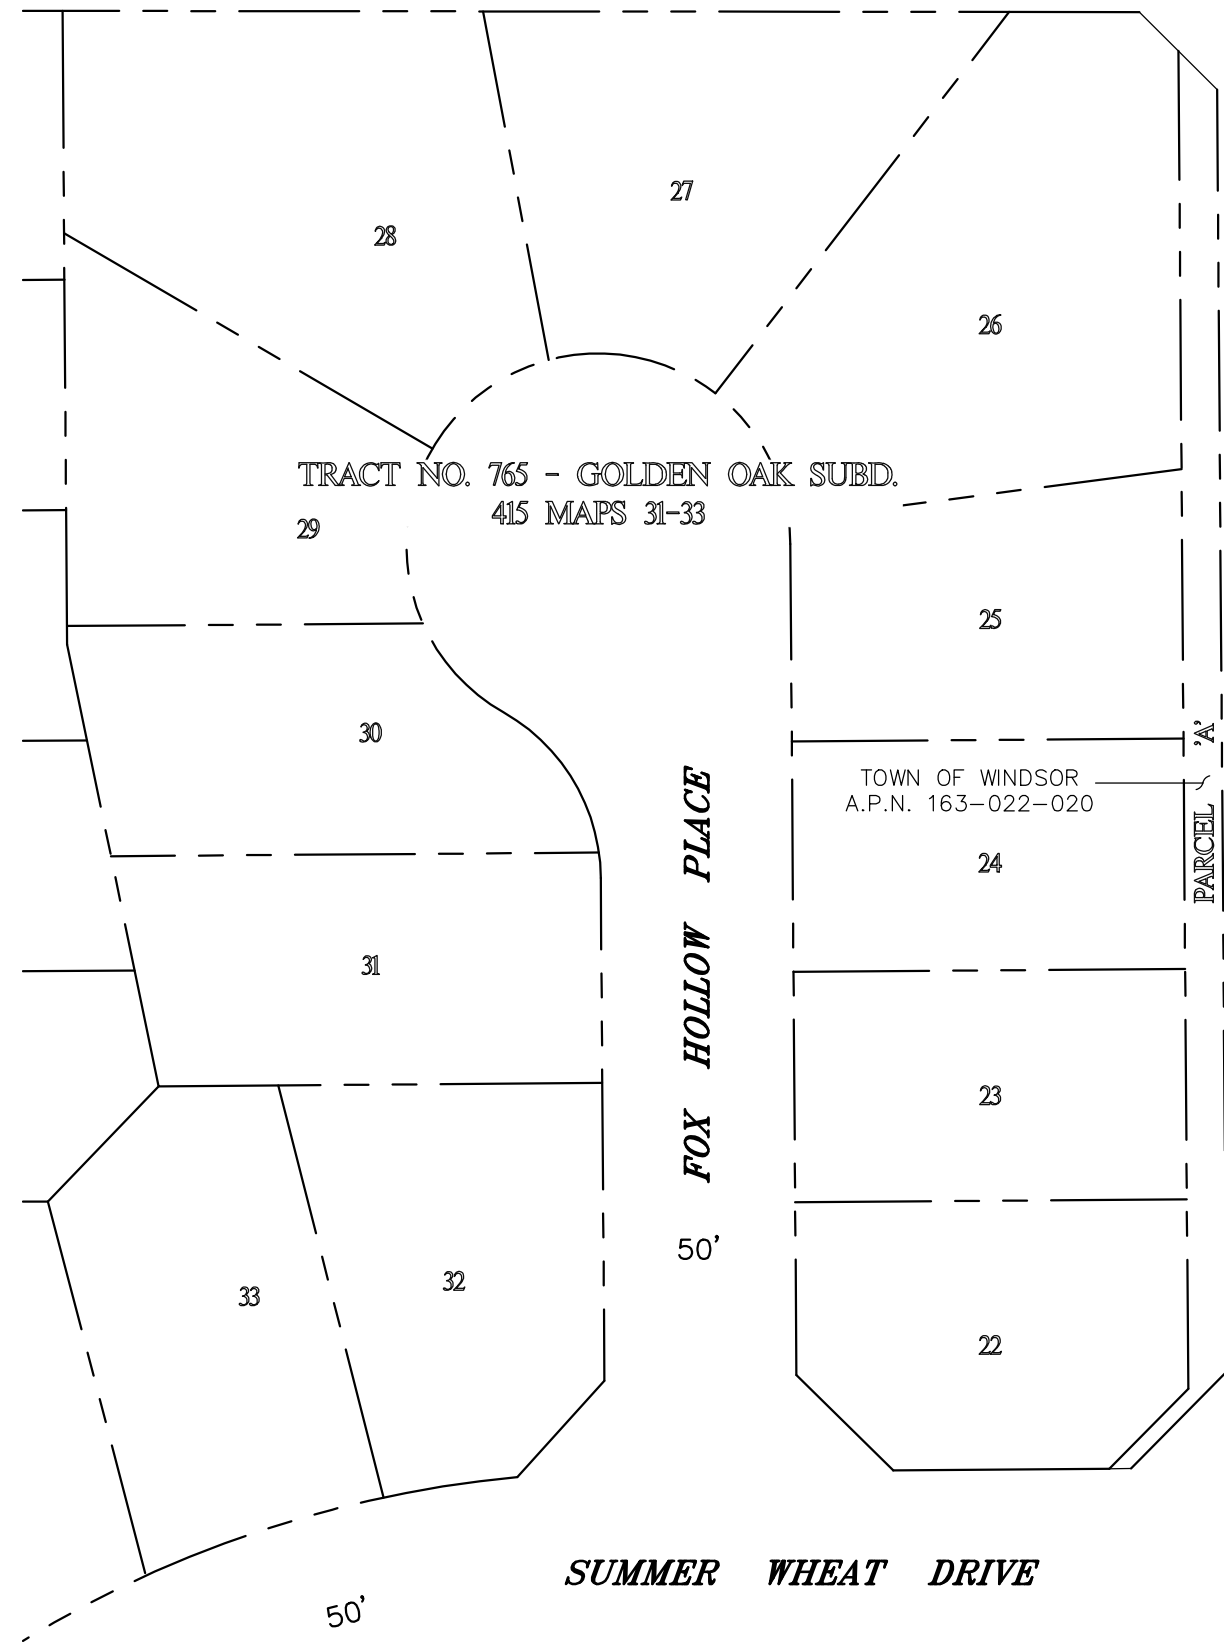 27
28
26
TRACT NO. 765 - GOLDEN OAK SUBD.
415 MAPS 31-33
29
25
30
TOWN OF WINDSOR
A.P.N. 163-022-020
PARCEL 'A'
24
31
FOX HOLLOW PLACE
50'
23
32
33
22
SUMMER WHEAT DRIVE
50'